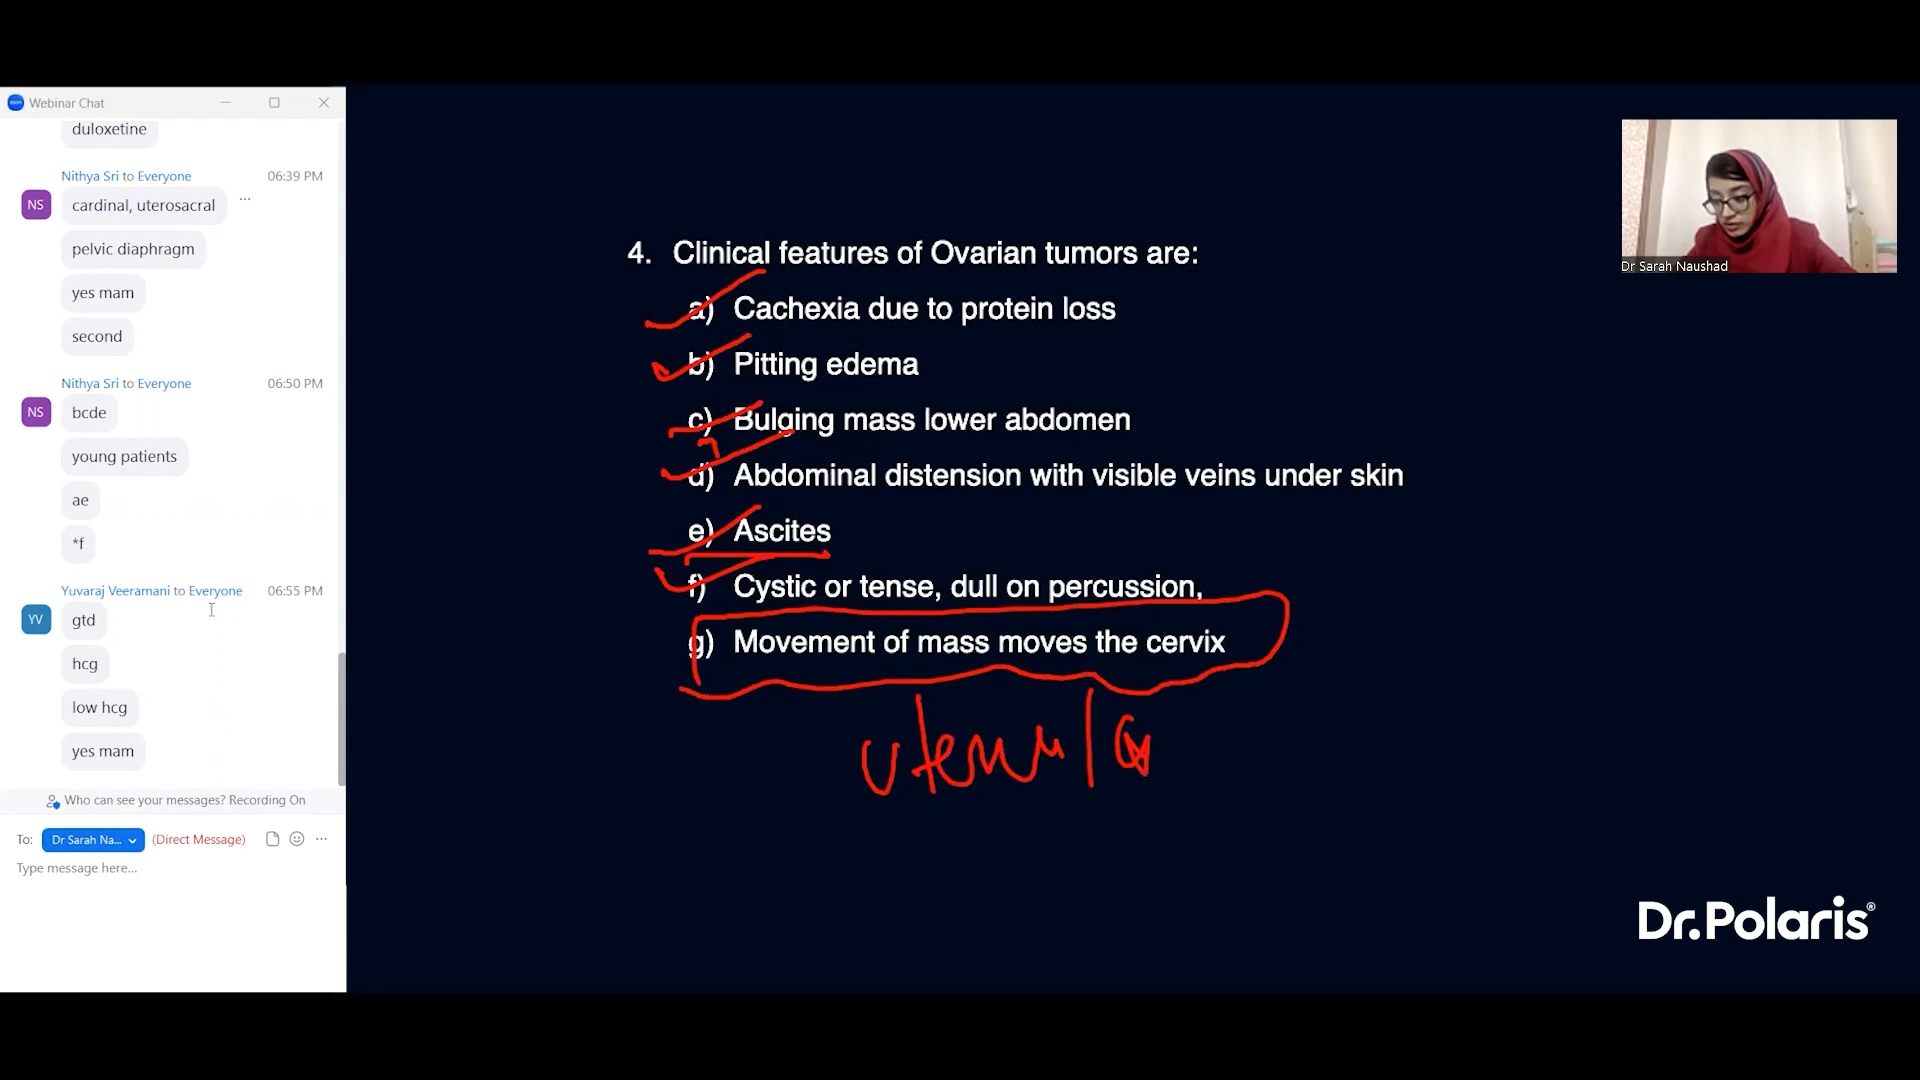 Webinar Chat
duloxetine
Nithya Sri to Everyone 06:39 PM
NS
cardinal, uterosacral
pelvic diaphragm
yes mam
second
Nithya Sri to Everyone 06:50 PM
NS
bcde
young patients
ae
*f
Yuvaraj Veeramani to Everyone 06:55 PM
YV
gtd
hcg
low hcg
yes mam
Who can see your messages? Recording On
To: Dr Sarah Na... (Direct Message)
Type message here...
4. Clinical features of Ovarian tumors are:
a) Cachexia due to protein loss
b) Pitting edema
c) Bulging mass lower abdomen
d) Abdominal distension with visible veins under skin
e) Ascites
f) Cystic or tense, dull on percussion,
g) Movement of mass moves the cervix
Dr Sarah Naushad
Dr.Polaris®